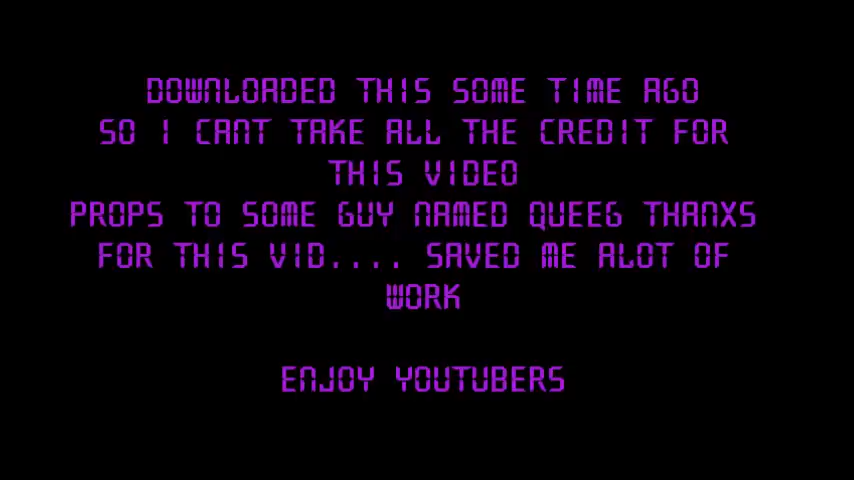 DOWNLOADED THIS SOME TIME AGO
SO I CANT TAKE ALL THE CREDIT FOR
THIS VIDEO
PROPS TO SOME GUY NAMED QUEEG THANXS
FOR THIS VID.... SAVED ME ALOT OF
WORK
ENJOY YOUTUBERS